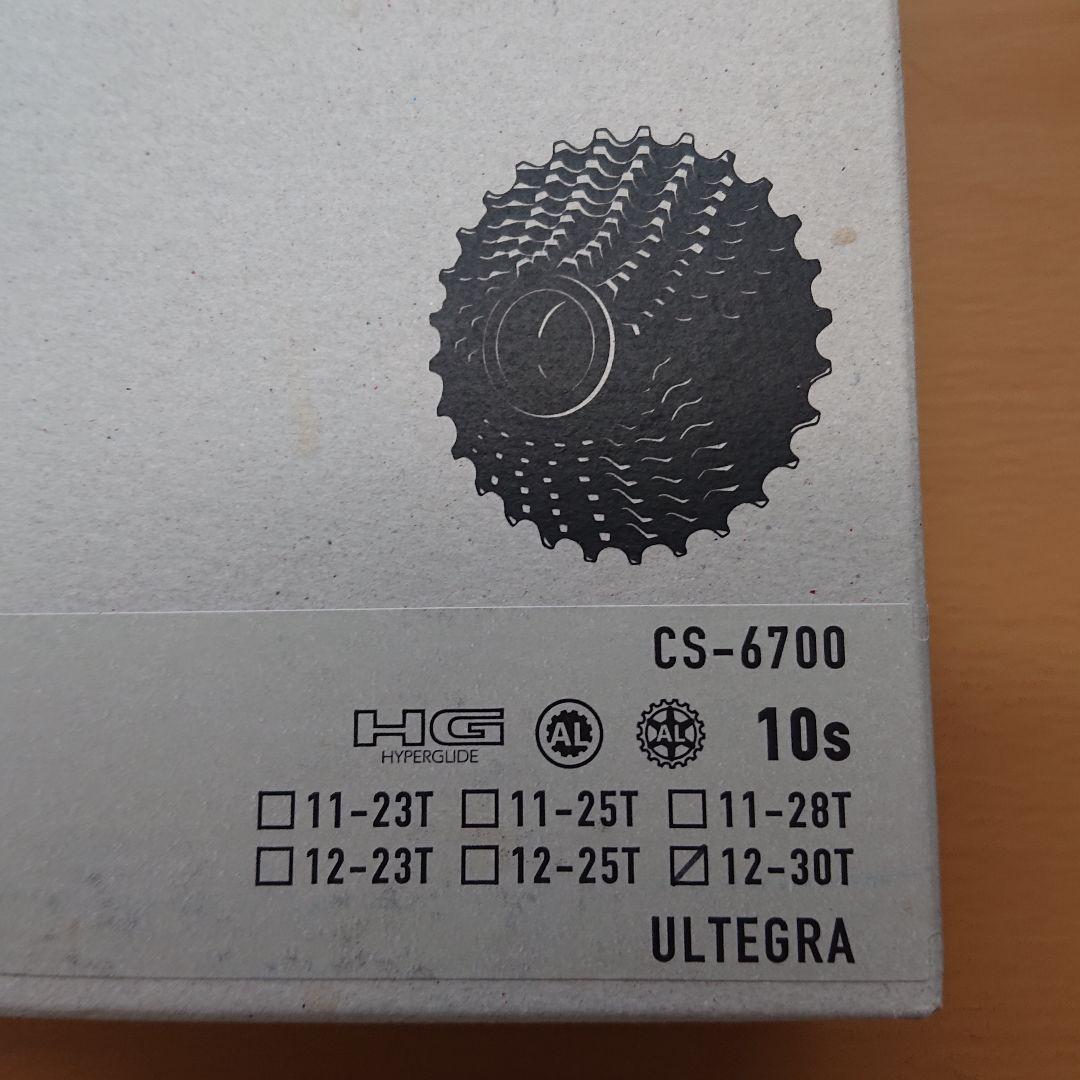 CS-6700
HG AL AL 10s
HYPERGLIDE
11-23T 11-25T 11-28T
12-23T 12-25T 12-30T
ULTEGRA